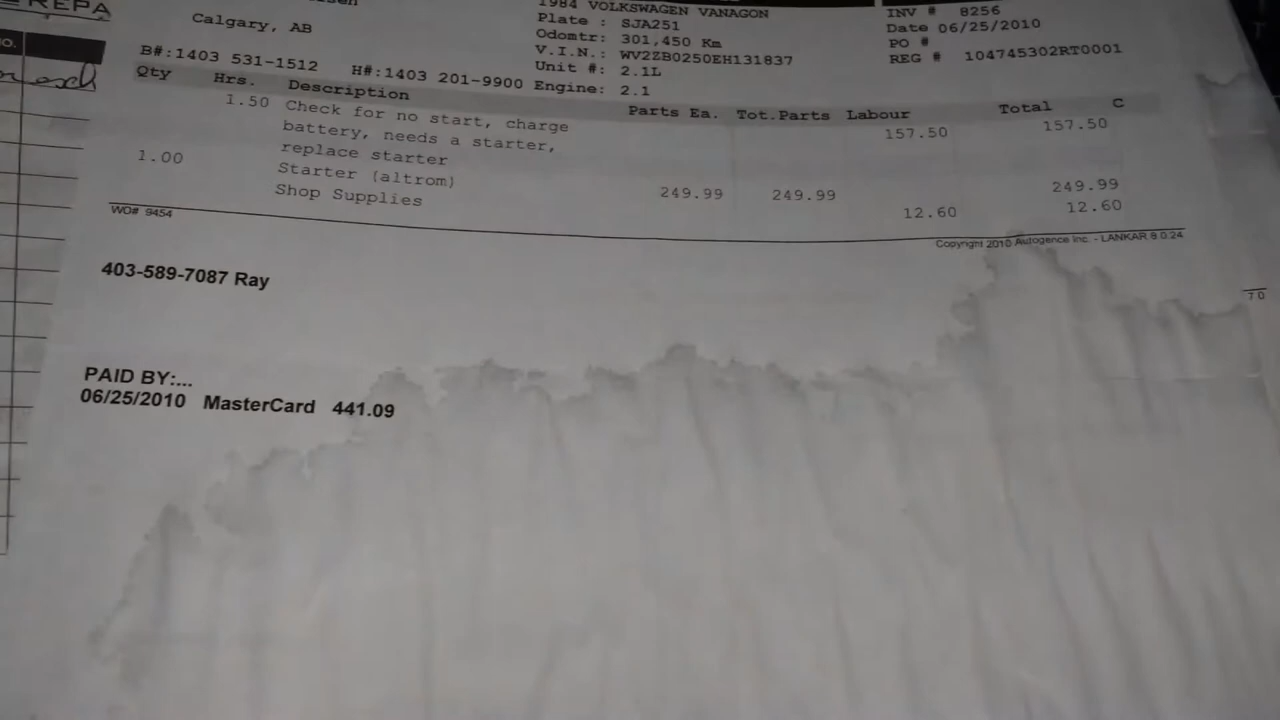 REPA
Calgary, AB
B#:1403 531-1512 H#:1403 201-9900
1984 VOLKSWAGEN VANAGON
Plate : SJA251
Odomtr: 301,450 Km
V.I.N.: WV2ZB0250EH131837
Unit #: 2.1L
Engine: 2.1
INV # 8256
Date 06/25/2010
PO #
REG # 104745302RT0001
Qty Hrs. Description Parts Ea. Tot.Parts Labour Total C
1.50 Check for no start, charge 157.50 157.50
battery, needs a starter,
replace starter
1.00 Starter (altrom) 249.99 249.99 249.99
Shop Supplies 12.60 12.60
WO# 9454
Copyright 2010 Autogence Inc. - LANKAR 8.0.24
403-589-7087 Ray
70
PAID BY:...
06/25/2010 MasterCard 441.09